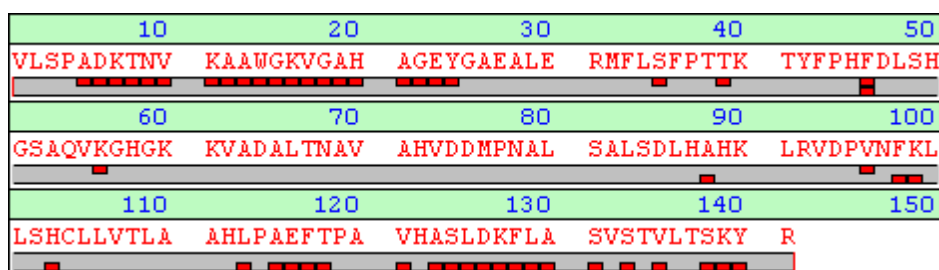 10 20 30 40 50
VLSPADKTNV KAAWGKVGAH AGEYGAEALE RMFLSFPTTK TYFPHFDLSH
60 70 80 90 100
GSAQVKGHGK KVADALTNAV AHVDDMPNAL SALSDLHAHK LRVDPVNFKL
110 120 130 140 150
LSHCLLVTLA AHLPAEFTPA VHASLDKFLA SVSTVLTSKY R